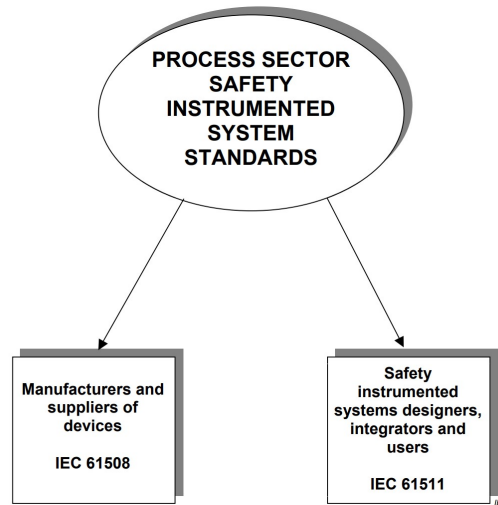 PROCESS SECTOR
SAFETY
INSTRUMENTED
SYSTEM
STANDARDS
Manufacturers and
suppliers of
devices
IEC 61508
Safety
instrumented
systems designers,
integrators and
users
IEC 61511